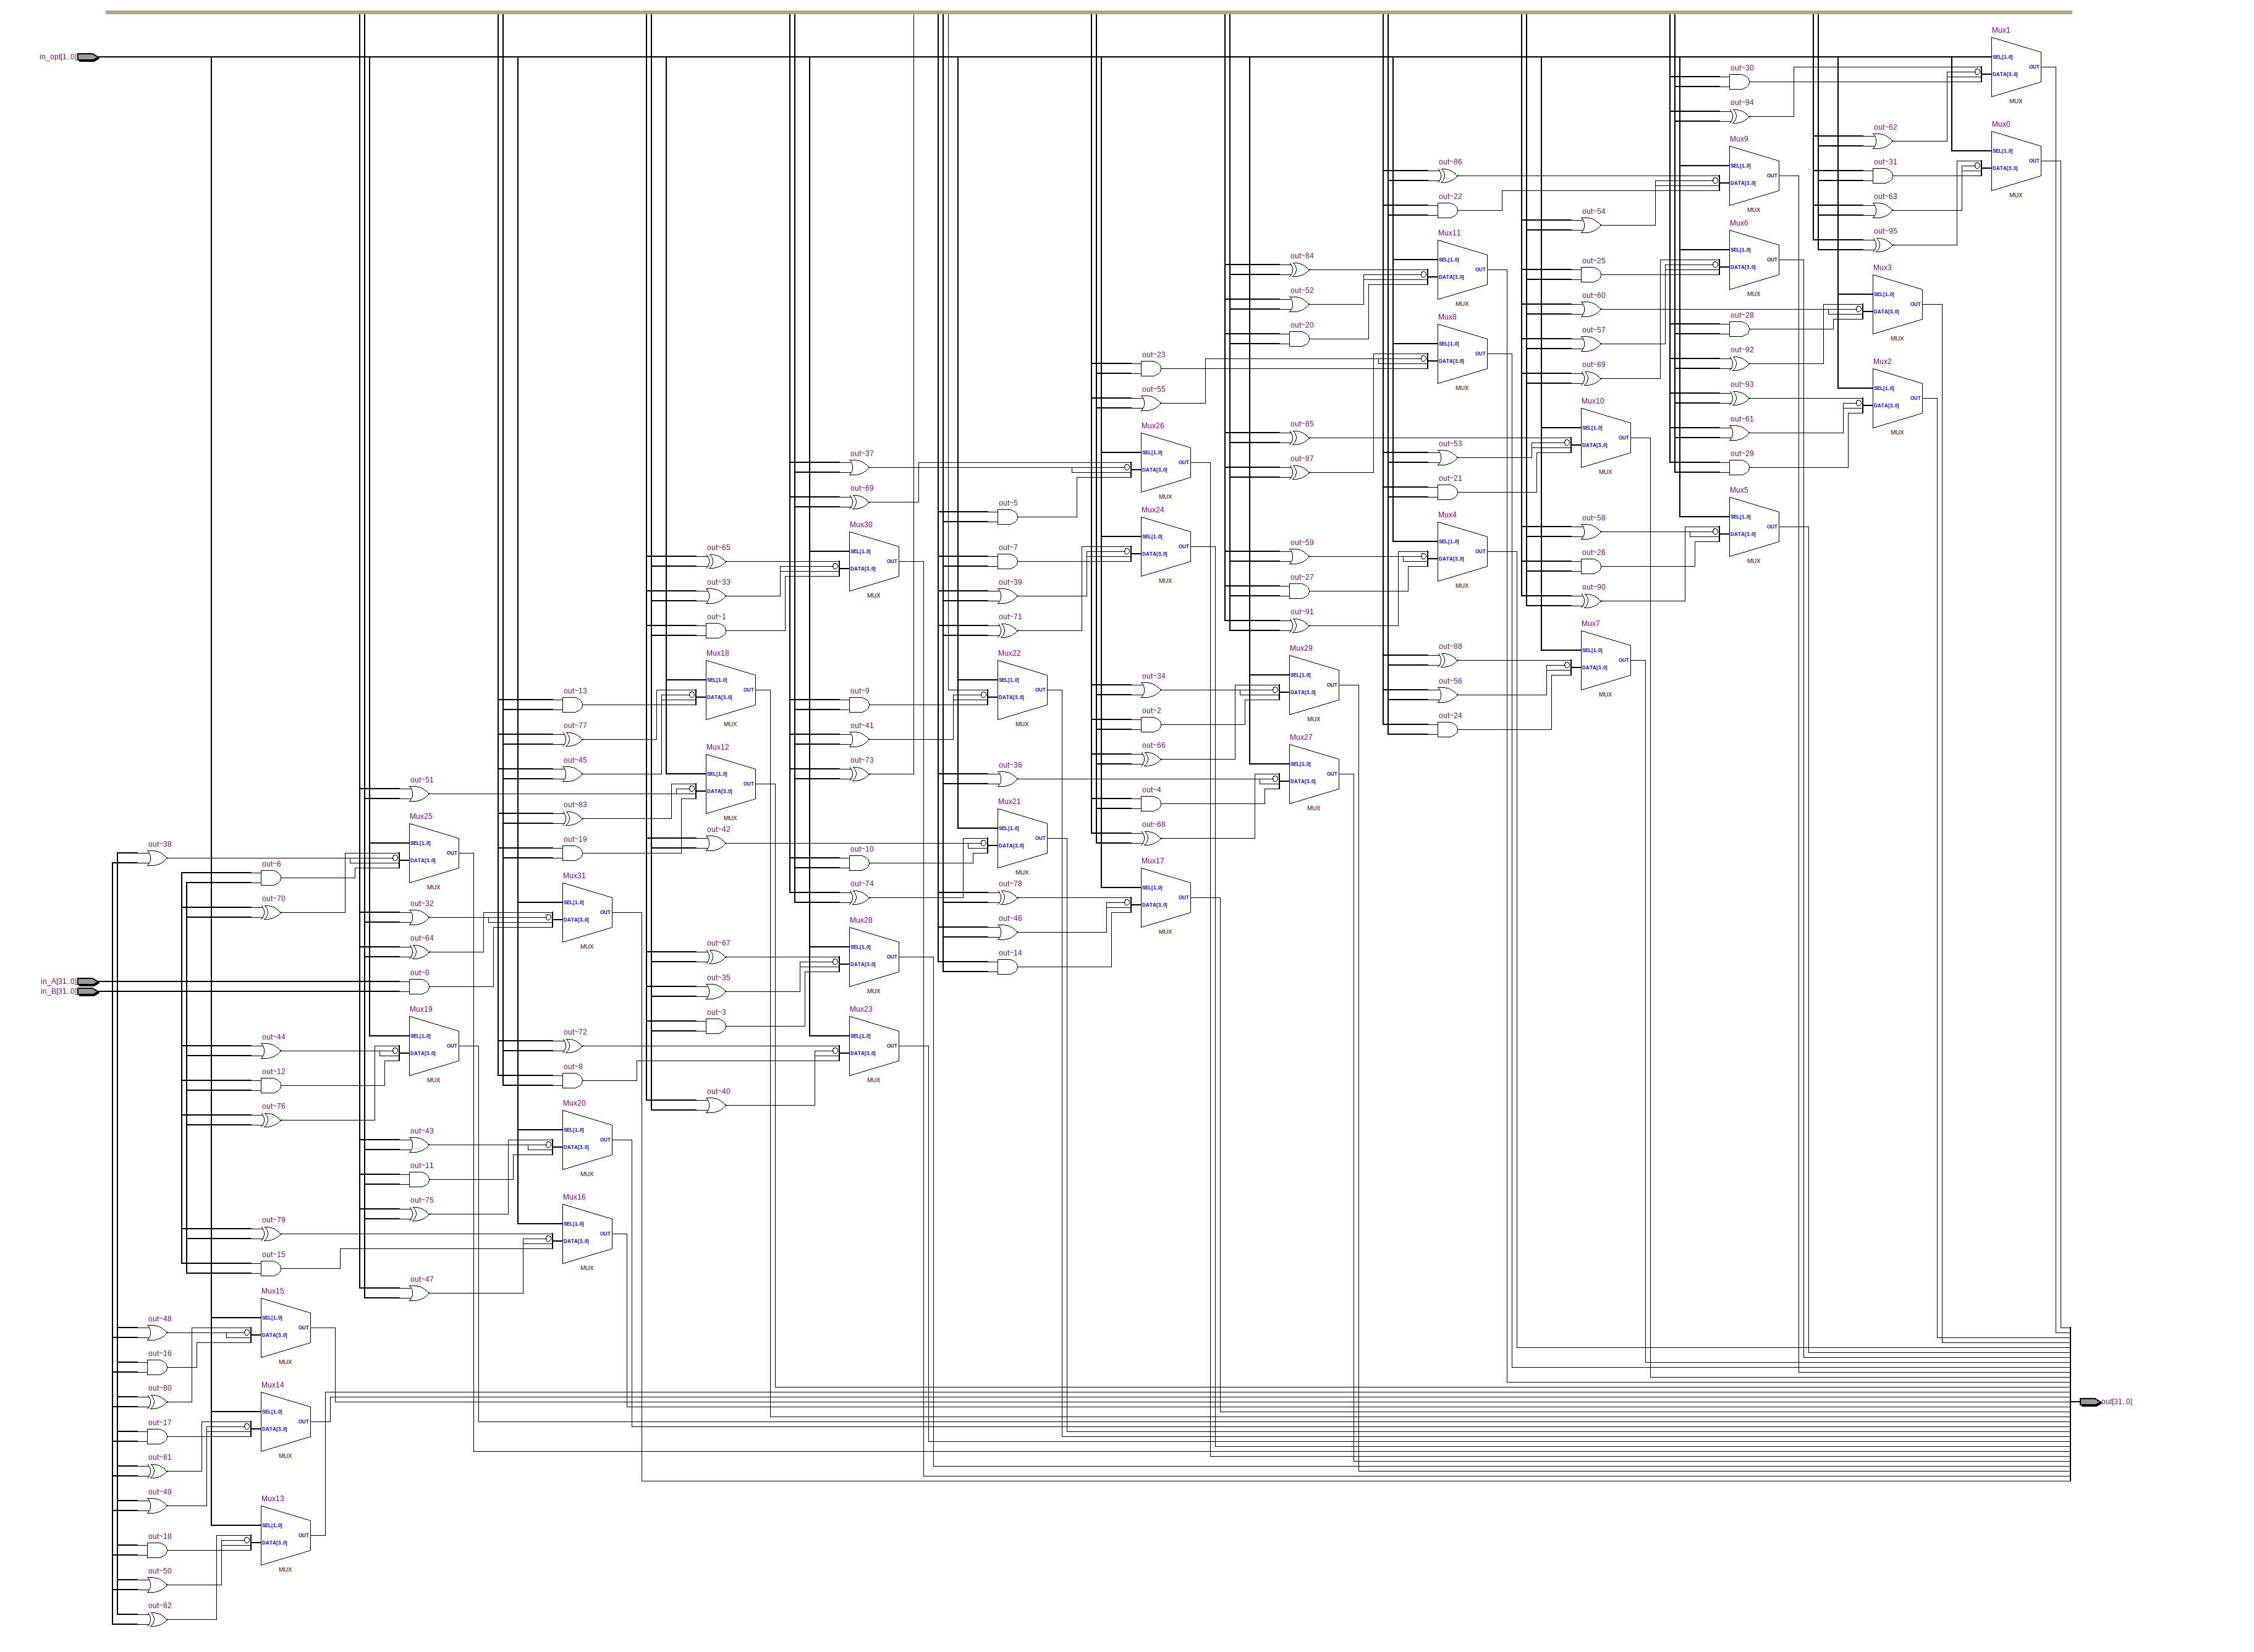 Mux1
in_opt[1..0]
SEL[1..0]
out~30
OUT
DATA[3..0]
MUX
out~94
out~62
Mux0
Mux9
SEL[1..0]
OUT
out~86
out~31
DATA[3..0]
SEL[1..0]
OUT
DATA[3..0]
MUX
out~22
out~63
out~54
MUX
Mux6
out~95
Mux11
SEL[1..0]
OUT
out~84
SEL[1..0]
OUT
out~25
DATA[3..0]
Mux3
DATA[3..0]
MUX
out~52
MUX
out~60
SEL[1..0]
OUT
DATA[3..0]
Mux8
out~28
out~20
out~57
MUX
SEL[1..0]
OUT
out~23
DATA[3..0]
out~92
Mux2
out~89
MUX
out~55
out~93
SEL[1..0]
OUT
DATA[3..0]
Mux10
out~85
out~61
MUX
Mux26
SEL[1..0]
OUT
DATA[3..0]
out~37
SEL[1..0]
OUT
DATA[3..0]
out~87
out~53
out~29
MUX
out~69
MUX
out~21
Mux5
out~5
Mux24
Mux4
SEL[1..0]
OUT
DATA[3..0]
MUX
Mux30
out~58
out~65
SEL[1..0]
OUT
DATA[3..0]
MUX
out~7
SEL[1..0]
OUT
DATA[3..0]
MUX
out~59
SEL[1..0]
OUT
DATA[3..0]
MUX
out~26
out~33
out~39
out~27
out~90
out~1
out~71
out~91
Mux7
Mux18
Mux22
Mux29
out~88
SEL[1..0]
OUT
DATA[3..0]
MUX
out~13
SEL[1..0]
OUT
DATA[3..0]
MUX
out~9
SEL[1..0]
OUT
DATA[3..0]
MUX
out~34
SEL[1..0]
OUT
DATA[3..0]
MUX
out~56
out~77
out~41
out~2
out~24
Mux12
out~66
Mux27
out~45
SEL[1..0]
OUT
DATA[3..0]
MUX
out~73
out~36
SEL[1..0]
OUT
DATA[3..0]
MUX
out~51
out~83
Mux21
out~4
Mux25
out~42
SEL[1..0]
OUT
DATA[3..0]
MUX
out~68
out~38
SEL[1..0]
OUT
DATA[3..0]
MUX
out~19
out~10
Mux17
out~6
Mux31
out~74
out~78
SEL[1..0]
OUT
DATA[3..0]
MUX
out~70
out~32
SEL[1..0]
OUT
DATA[3..0]
MUX
Mux28
out~46
out~64
out~67
SEL[1..0]
OUT
DATA[3..0]
MUX
out~14
in_A[31..0]
out~0
out~35
in_B[31..0]
Mux19
out~3
Mux23
out~44
SEL[1..0]
OUT
DATA[3..0]
MUX
out~72
SEL[1..0]
OUT
DATA[3..0]
MUX
out~12
out~8
out~40
out~76
Mux20
out~43
SEL[1..0]
OUT
DATA[3..0]
MUX
out~11
out~75
Mux16
out~79
SEL[1..0]
OUT
DATA[3..0]
MUX
out~15
out~47
Mux15
out~48
SEL[1..0]
OUT
DATA[3..0]
MUX
out~16
out~80
Mux14
out[31..0]
SEL[1..0]
OUT
DATA[3..0]
MUX
out~17
out~81
out~49
Mux13
SEL[1..0]
OUT
DATA[3..0]
MUX
out~18
out~50
out~82